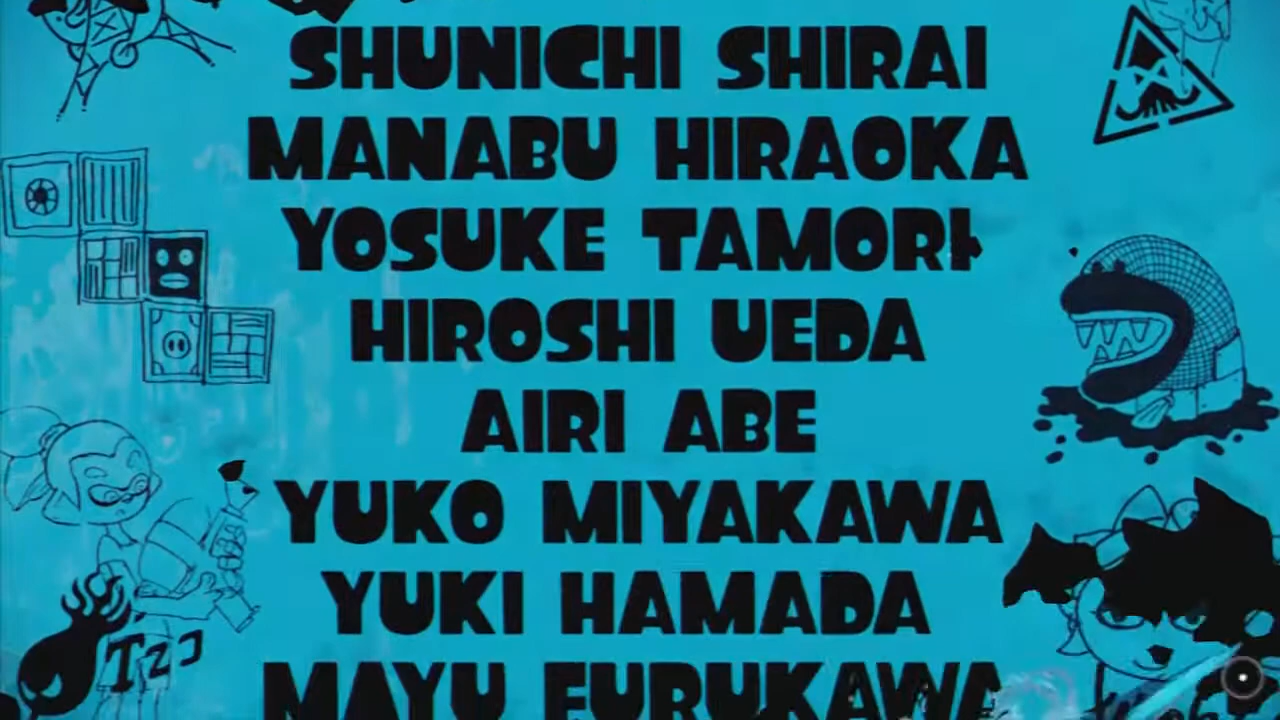 SHUNICHI SHIRAI
MANABU HIRAOKA
YOSUKE TAMORI
HIROSHI UEDA
AIRI ABE
YUKO MIYAKAWA
YUKI HAMADA
MAYU FURUKAWA